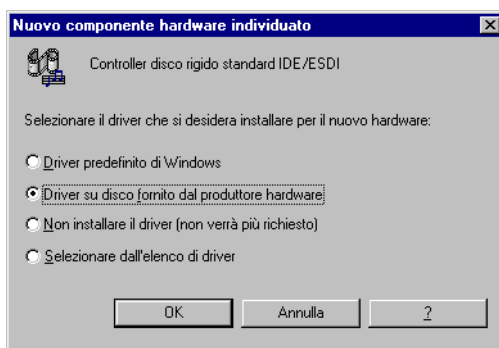 Nuovo componente hardware individuato
Controller disco rigido standard IDE/ESDI
Selezionare il driver che si desidera installare per il nuovo hardware:
Driver predefinito di Windows
Driver su disco fornito dal produttore hardware
Non installare il driver (non verrà più richiesto)
Selezionare dall'elenco di driver
OK Annulla ?